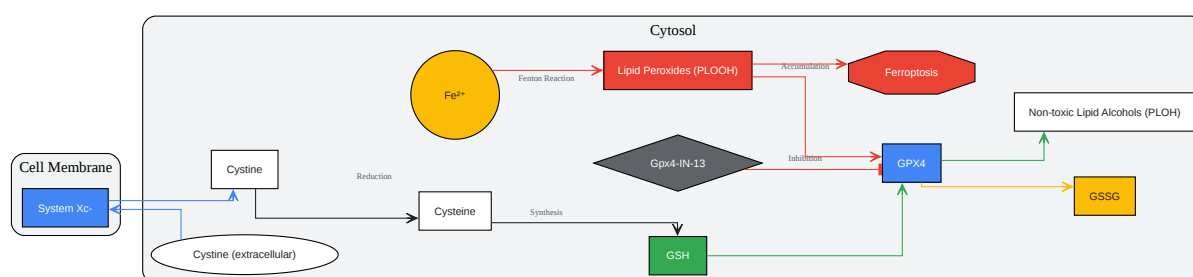 Cytosol
Lipid Peroxides (PLOOH)
Accumulation
Ferroptosis
Fenton Reaction
Fe²⁺
Non-toxic Lipid Alcohols (PLOH)
Cell Membrane
System Xc-
Cystine
Reduction
Gpx4-IN-13
Inhibition
GPX4
GSSG
Cysteine
Synthesis
Cystine (extracellular)
GSH